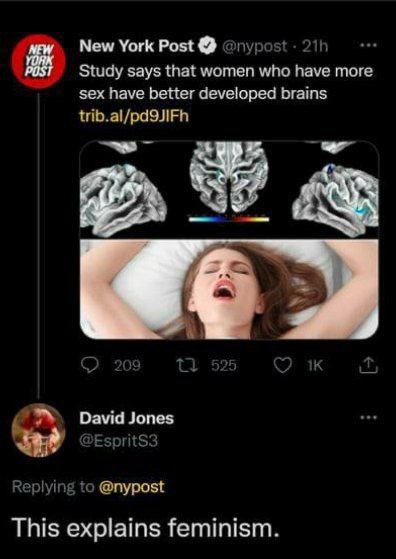 NEW
YORK
POST
New York Post @nypost · 21h
Study says that women who have more
sex have better developed brains
trib.al/pd9JIFh
209 525 1K
David Jones
@EspritS3
Replying to @nypost
This explains feminism.